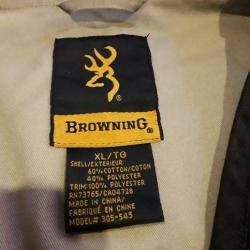 BROWNING®
XL/TG
SHELL/EXTERIEUR:
60%COTTON/COTON
40% POLYESTER
TRIM:100% POLYESTER
RN73765/CA04728
MADE IN CHINA/
FABRIQUÉ EN CHINE
MODEL# 305-545